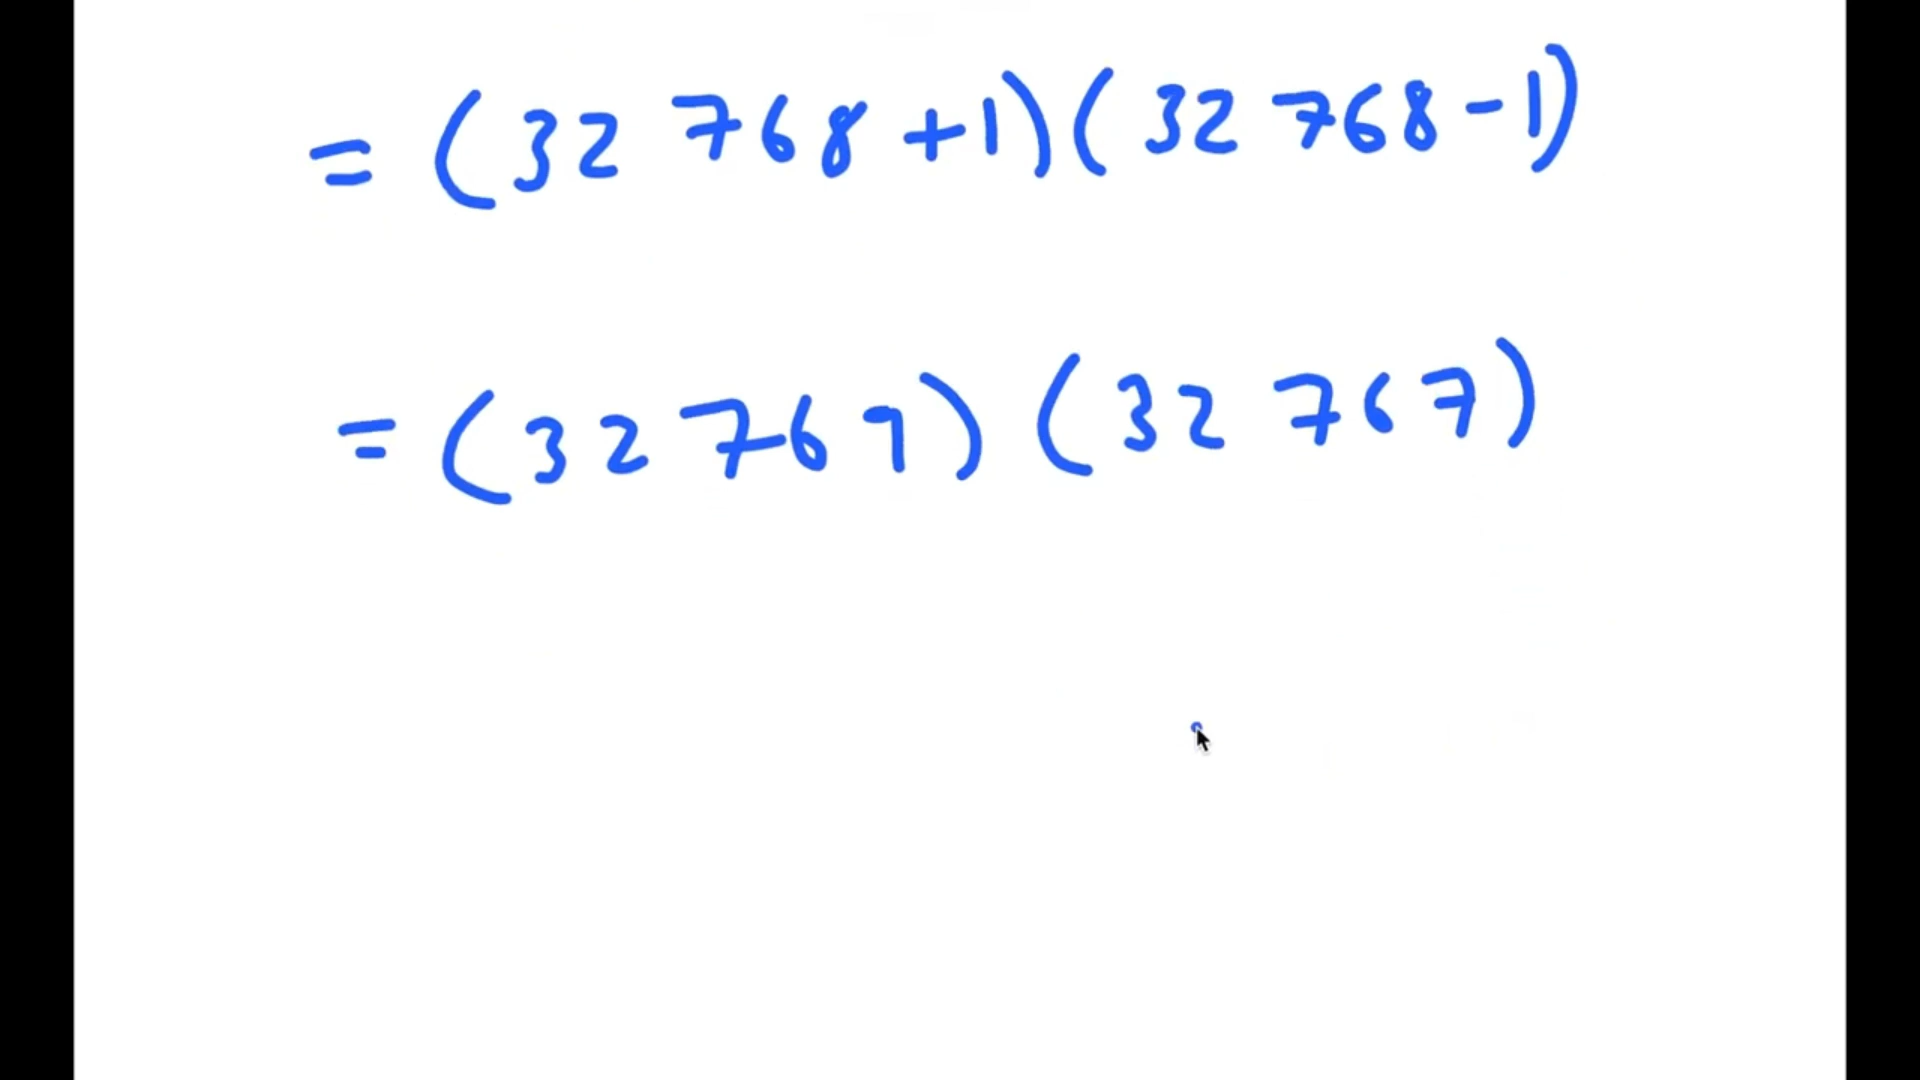 = (32 768 +1)(32 768 -1)
= (32 769) (32 767)